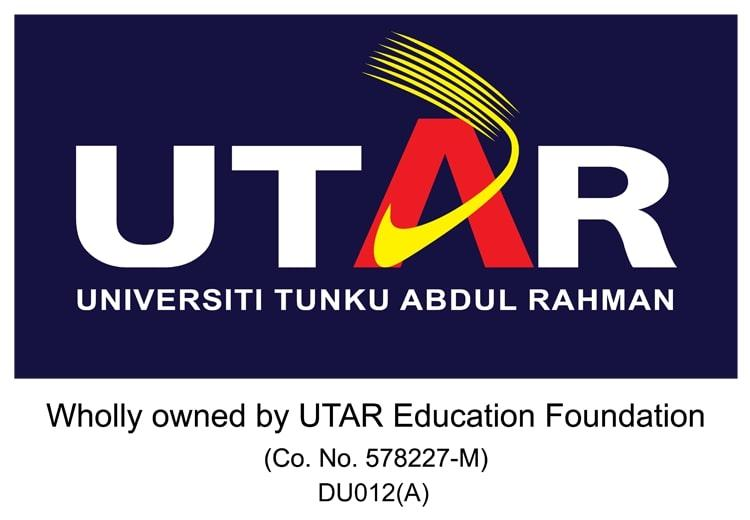 UTAR
UNIVERSITI TUNKU ABDUL RAHMAN
Wholly owned by UTAR Education Foundation
(Co. No. 578227-M)
DU012(A)